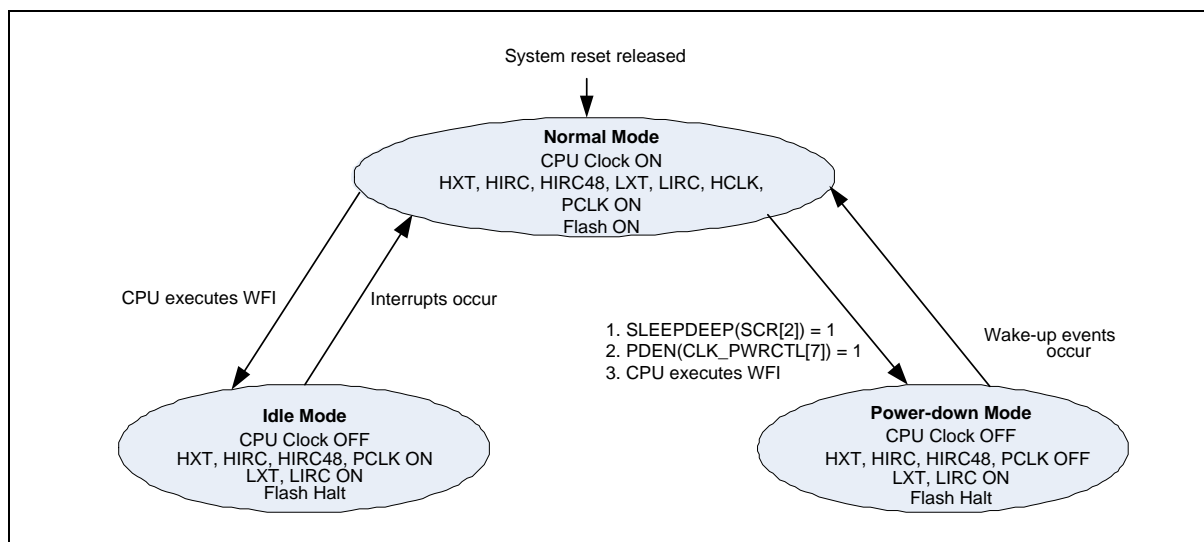 System reset released
Normal Mode
CPU Clock ON
HXT, HIRC, HIRC48, LXT, LIRC, HCLK,
PCLK ON
Flash ON
CPU executes WFI
Interrupts occur
1. SLEEPDEEP(SCR[2]) = 1
2. PDEN(CLK_PWRCTL[7]) = 1
3. CPU executes WFI
Wake-up events
occur
Idle Mode
CPU Clock OFF
HXT, HIRC, HIRC48, PCLK ON
LXT, LIRC ON
Flash Halt
Power-down Mode
CPU Clock OFF
HXT, HIRC, HIRC48, PCLK OFF
LXT, LIRC ON
Flash Halt